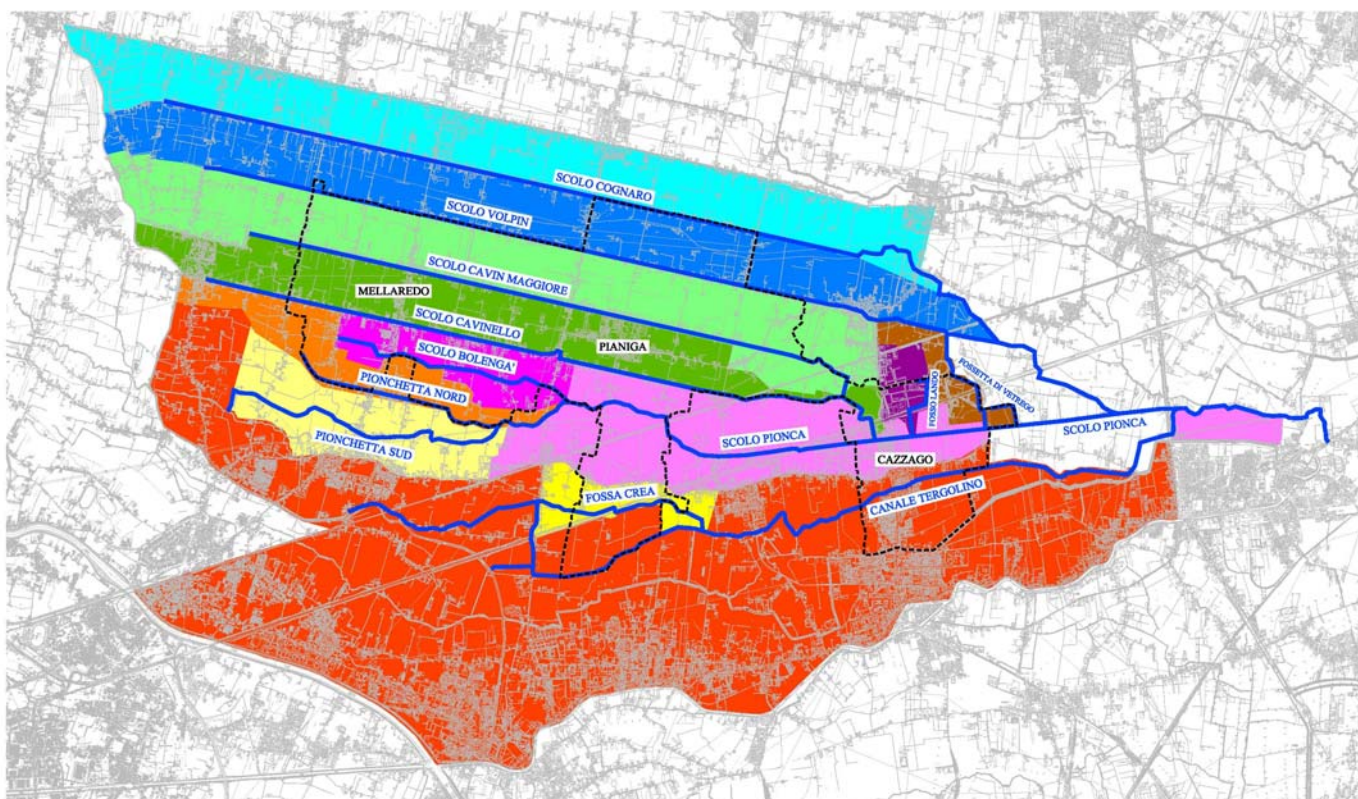 SCOLO COGNARO
SCOLO VOLPIN
SCOLO CAVIN MAGGIORE
MELLAREDO
SCOLO CAVINELLO
PIANIGA
SCOLO BOLENGA'
PIONCHETTA NORD
FOSSETTA DI VETREGO
FOSSO LANDO
PIONCHETTA SUD
SCOLO PIONCA
SCOLO PIONCA
CAZZAGO
FOSSA CREA
CANALE TERGOLINO